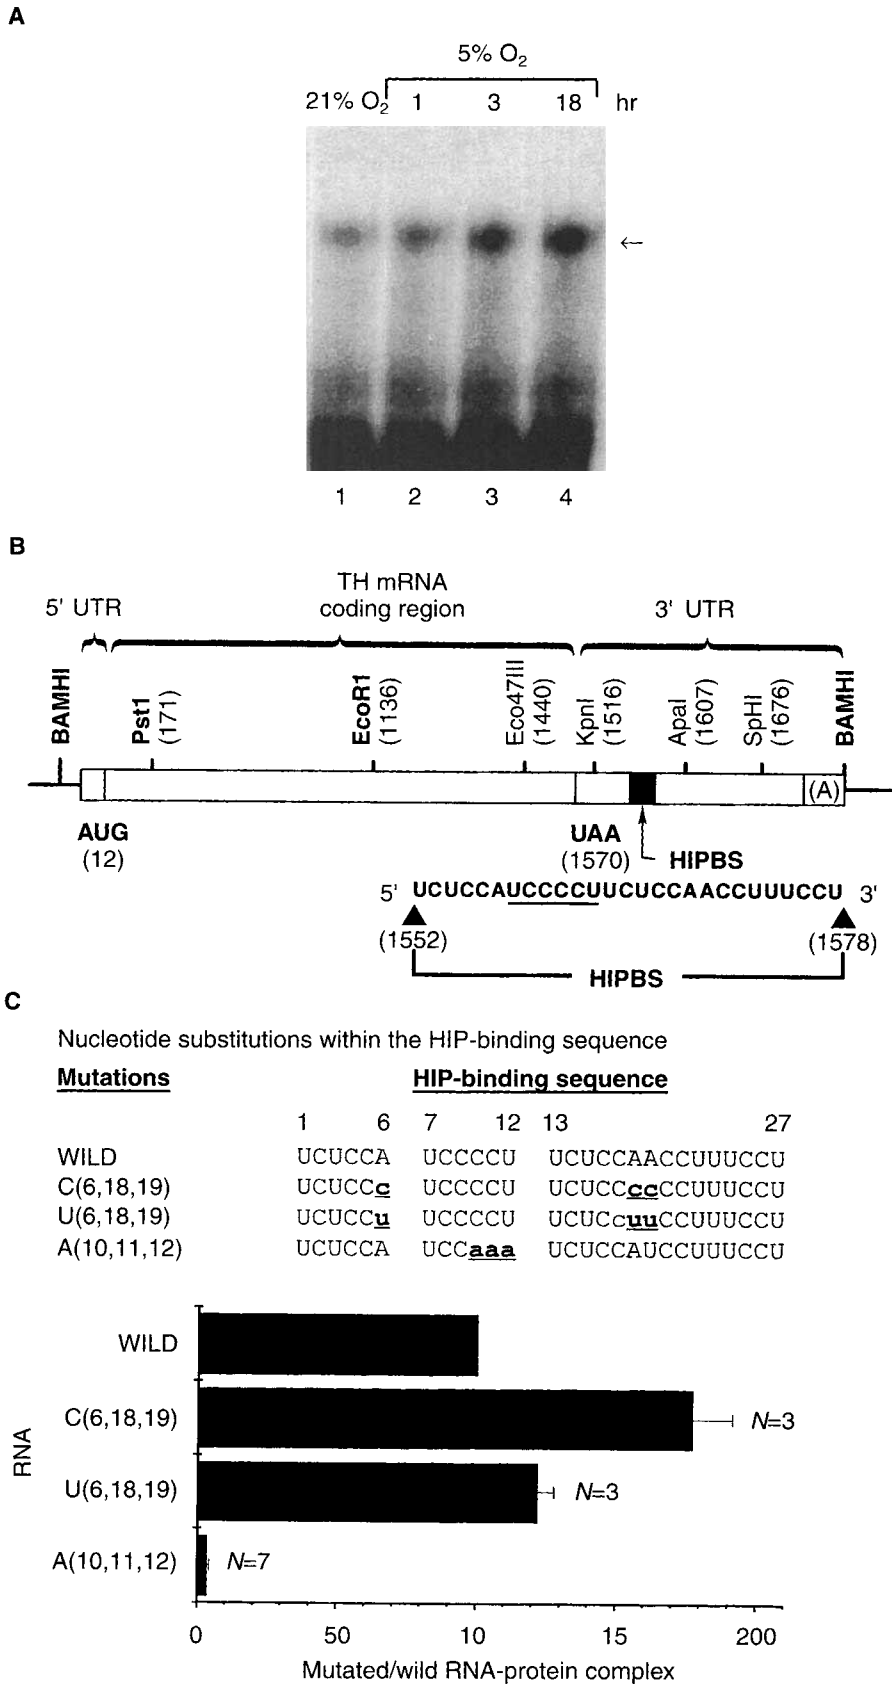 A
5% O2
21% O2 1 3 18 hr
←
1 2 3 4
B
5' UTR
TH mRNA
coding region
3' UTR
BAMHI
Pst1
(171)
EcoR1
(1136)
Eco47III
(1440)
KpnI
(1516)
ApaI
(1607)
SpHI
(1676)
BAMHI
(A)
AUG
(12)
UAA
(1570)
HIPBS
5' UCUCCAUCCCCUUCUCCAACCUUUCCU 3'
(1552)
(1578)
HIPBS
C
Nucleotide substitutions within the HIP-binding sequence
Mutations HIP-binding sequence
1 6 7 12 13 27
WILD UCUCCA UCCCCU UCUCCAACCUUUCCU
C(6,18,19) UCUCCc UCCCCU UCUCCccCCUUUCCU
U(6,18,19) UCUCCu UCCCCU UCUCcuuCCUUUCCU
A(10,11,12) UCUCCA UCCaaa UCUCCAUCCUUUCCU
RNA
WILD
C(6,18,19) N=3
U(6,18,19) N=3
A(10,11,12) N=7
0 50 10 15 200
Mutated/wild RNA-protein complex